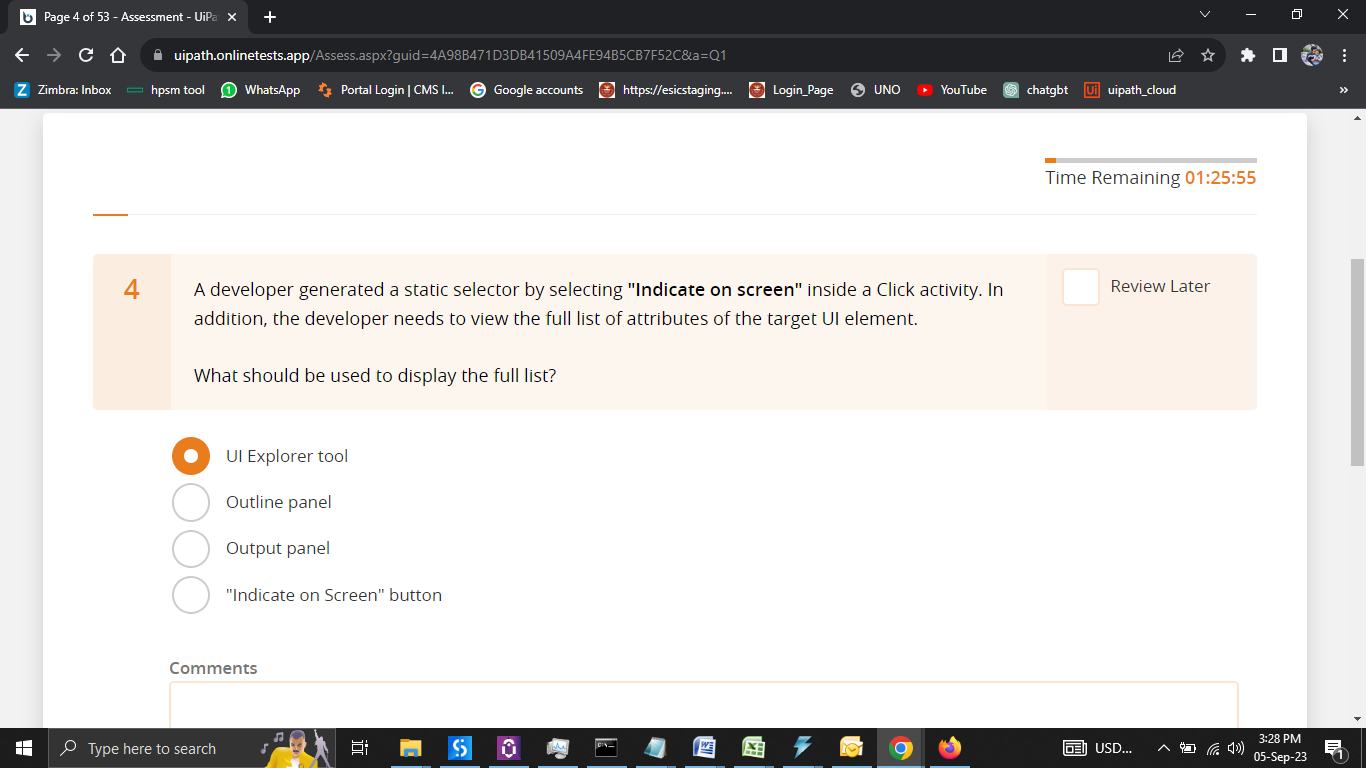 Page 4 of 53 - Assessment - UiPa
uipath.onlinetests.app/Assess.aspx?guid=4A98B471D3DB41509A4FE94B5CB7F52C&a=Q1
Zimbra: Inbox hpsm tool WhatsApp Portal Login | CMS I... Google accounts https://esicstaging.... Login_Page UNO YouTube chatgbt uipath_cloud »
Time Remaining 01:25:55
4
A developer generated a static selector by selecting "Indicate on screen" inside a Click activity. In
addition, the developer needs to view the full list of attributes of the target UI element.
What should be used to display the full list?
Review Later
UI Explorer tool
Outline panel
Output panel
"Indicate on Screen" button
Comments
Type here to search
USD...
3:28 PM
05-Sep-23
1